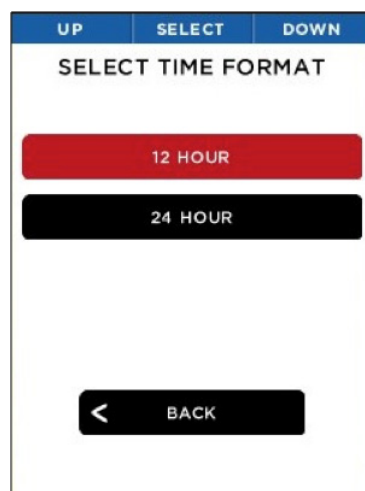 UP SELECT DOWN
SELECT TIME FORMAT
12 HOUR
24 HOUR
< BACK